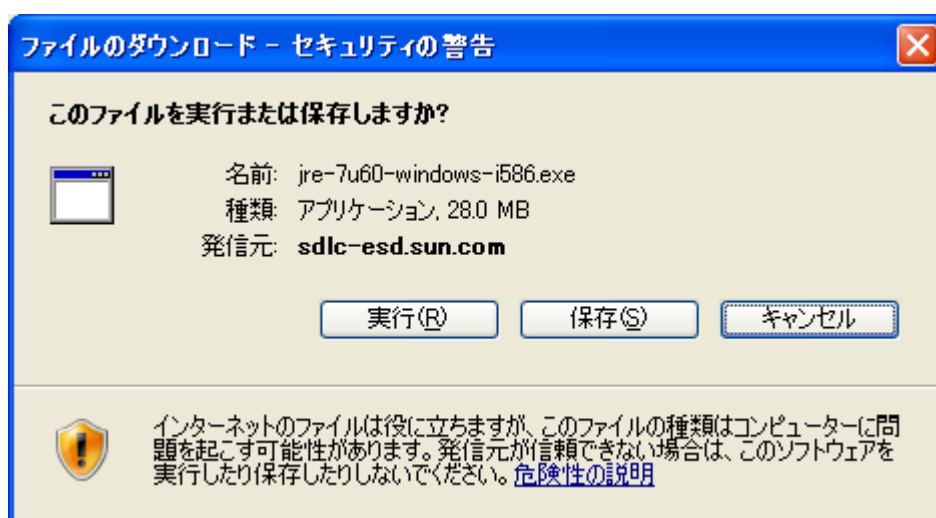 ファイルのダウンロード - セキュリティの警告
このファイルを実行または保存しますか?
名前: jre-7u60-windows-i586.exe
種類: アプリケーション, 28.0 MB
発信元: sdlc-esd.sun.com
実行(R) 保存(S) キャンセル
インターネットのファイルは役に立ちますが、このファイルの種類はコンピューターに問
題を起こす可能性があります。発信元が信頼できない場合は、このソフトウェアを
実行したり保存したりしないでください。危険性の説明